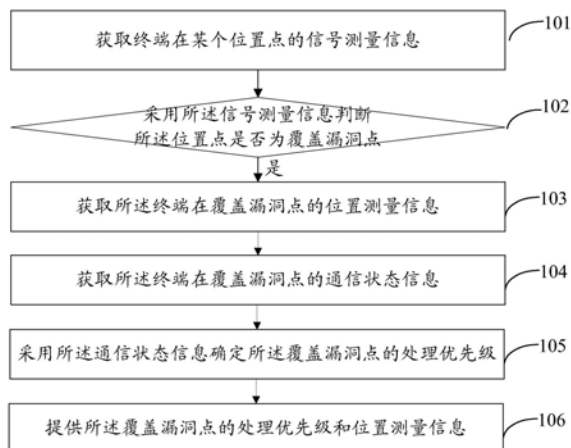 获取终端在某个位置点的信号测量信息
101
采用所述信号测量信息判断
所述位置点是否为覆盖漏洞点
102
是
获取所述终端在覆盖漏洞点的位置测量信息
103
获取所述终端在覆盖漏洞点的通信状态信息
104
采用所述通信状态信息确定所述覆盖漏洞点的处理优先级
105
提供所述覆盖漏洞点的处理优先级和位置测量信息
106